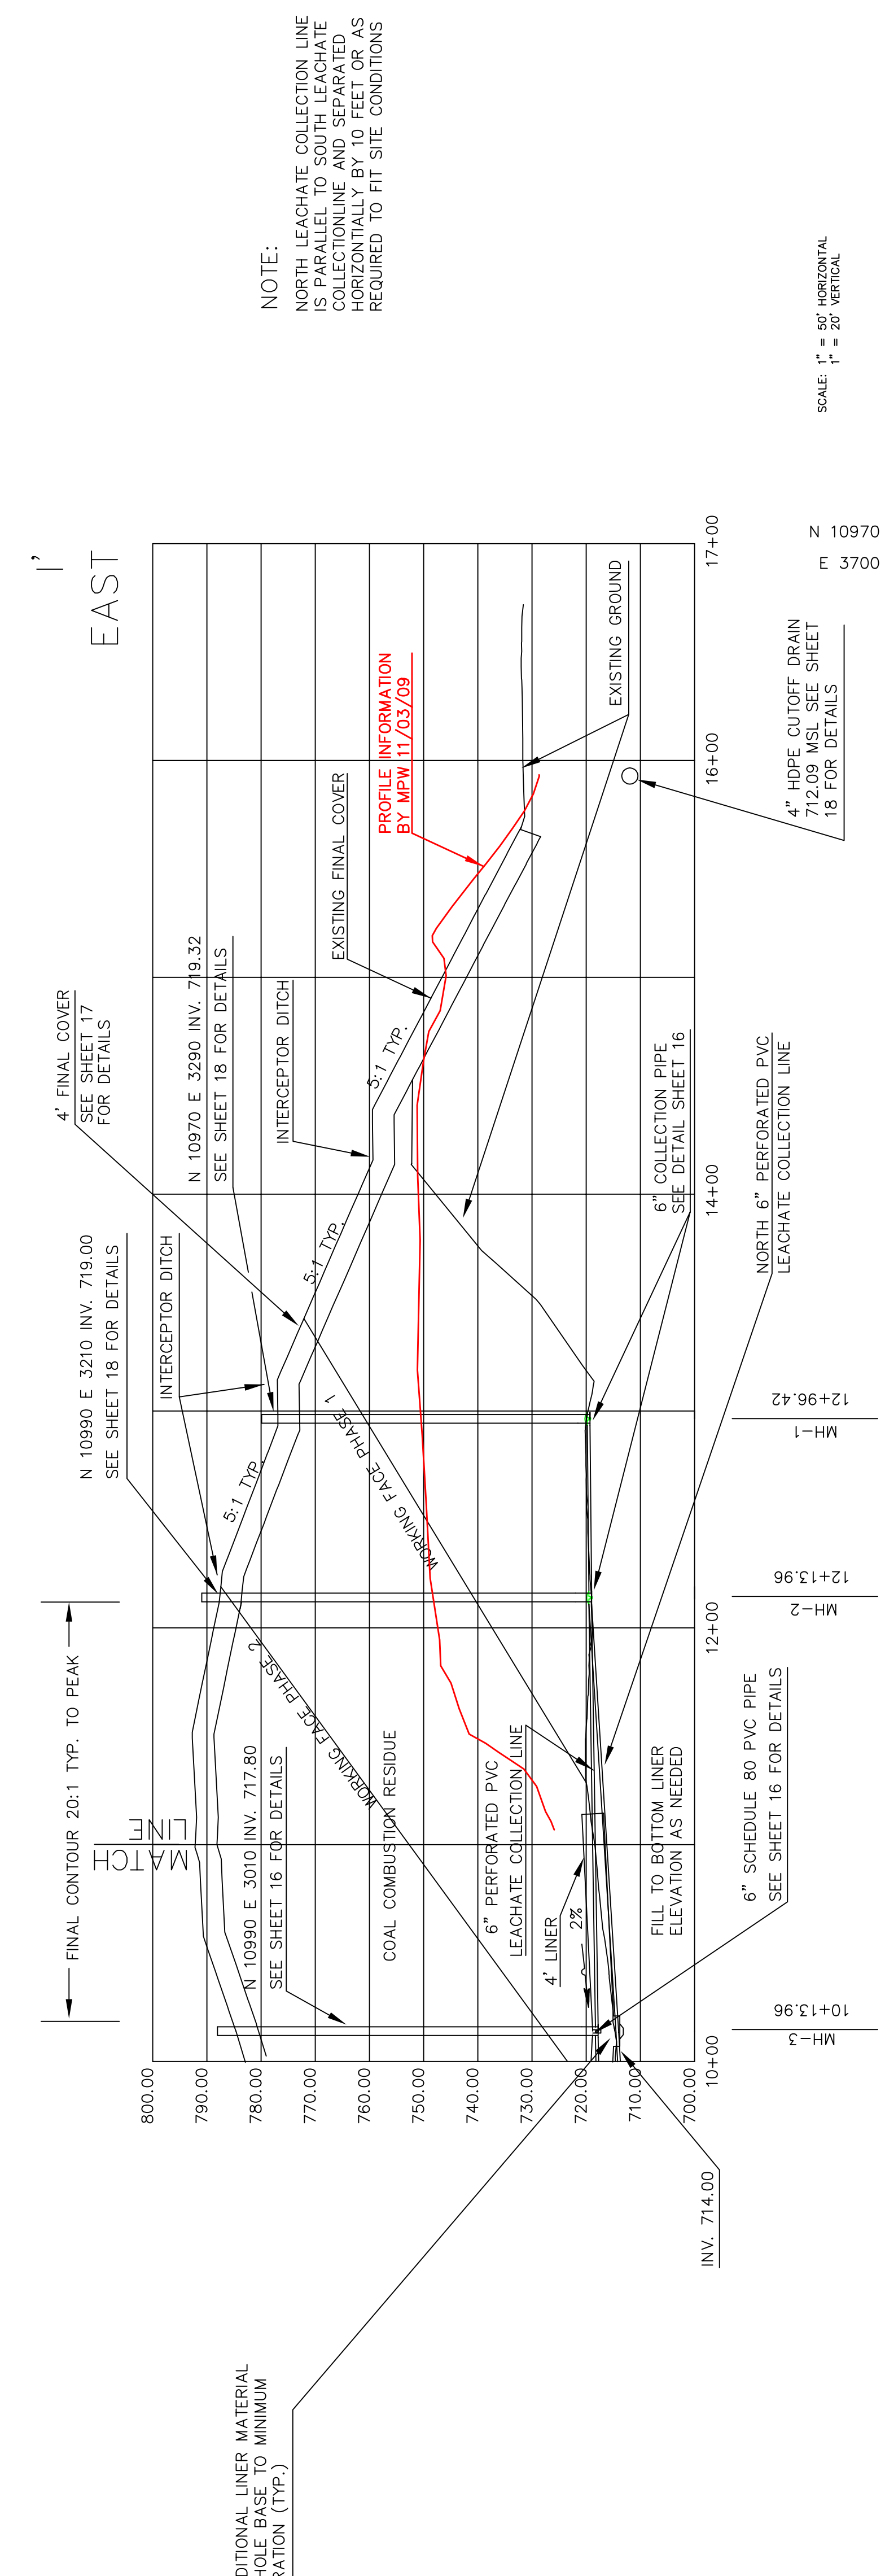 NOTE:
NORTH LEACHATE COLLECTION LINE
IS PARALLEL TO SOUTH LEACHATE
COLLECTIONLINE AND SEPARATED
HORIZONTIALLY BY 10 FEET OR AS
REQUIRED TO FIT SITE CONDITIONS
SCALE: 1" = 50' HORIZONTAL
1" = 20' VERTICAL
I'
EAST
FINAL CONTOUR 20:1 TYP. TO PEAK
MATCH
LINE
4' FINAL COVER
SEE SHEET 17
FOR DETAILS
N 10990 E 3210 INV. 719.00
SEE SHEET 18 FOR DETAILS
N 10970 E 3290 INV. 719.32
SEE SHEET 18 FOR DETAILS
INTERCEPTOR DITCH
INTERCEPTOR DITCH
EXISTING FINAL COVER
PROFILE INFORMATION
BY MPW 11/03/09
EXISTING GROUND
5:1 TYP.
5:1 TYP.
5:1 TYP.
WORKING FACE PHASE 2
WORKING FACE PHASE 1
N 10990 E 3010 INV. 717.80
SEE SHEET 16 FOR DETAILS
COAL COMBUSTION RESIDUE
6" PERFORATED PVC
LEACHATE COLLECTION LINE
4' LINER
2%
FILL TO BOTTOM LINER
ELEVATION AS NEEDED
6" COLLECTION PIPE
SEE DETAIL SHEET 16
NORTH 6" PERFORATED PVC
LEACHATE COLLECTION LINE
6" SCHEDULE 80 PVC PIPE
SEE SHEET 16 FOR DETAILS
4" HDPE CUTOFF DRAIN
712.09 MSL SEE SHEET
18 FOR DETAILS
800.00
790.00
780.00
770.00
760.00
750.00
740.00
730.00
720.00
710.00
700.00
10+00
12+00
14+00
16+00
17+00
N 10970
E 3700
MH-3
10+13.96
MH-2
12+13.96
MH-1
12+96.42
INV. 714.00
DITIONAL LINER MATERIAL
HOLE BASE TO MINIMUM
RATION (TYP.)